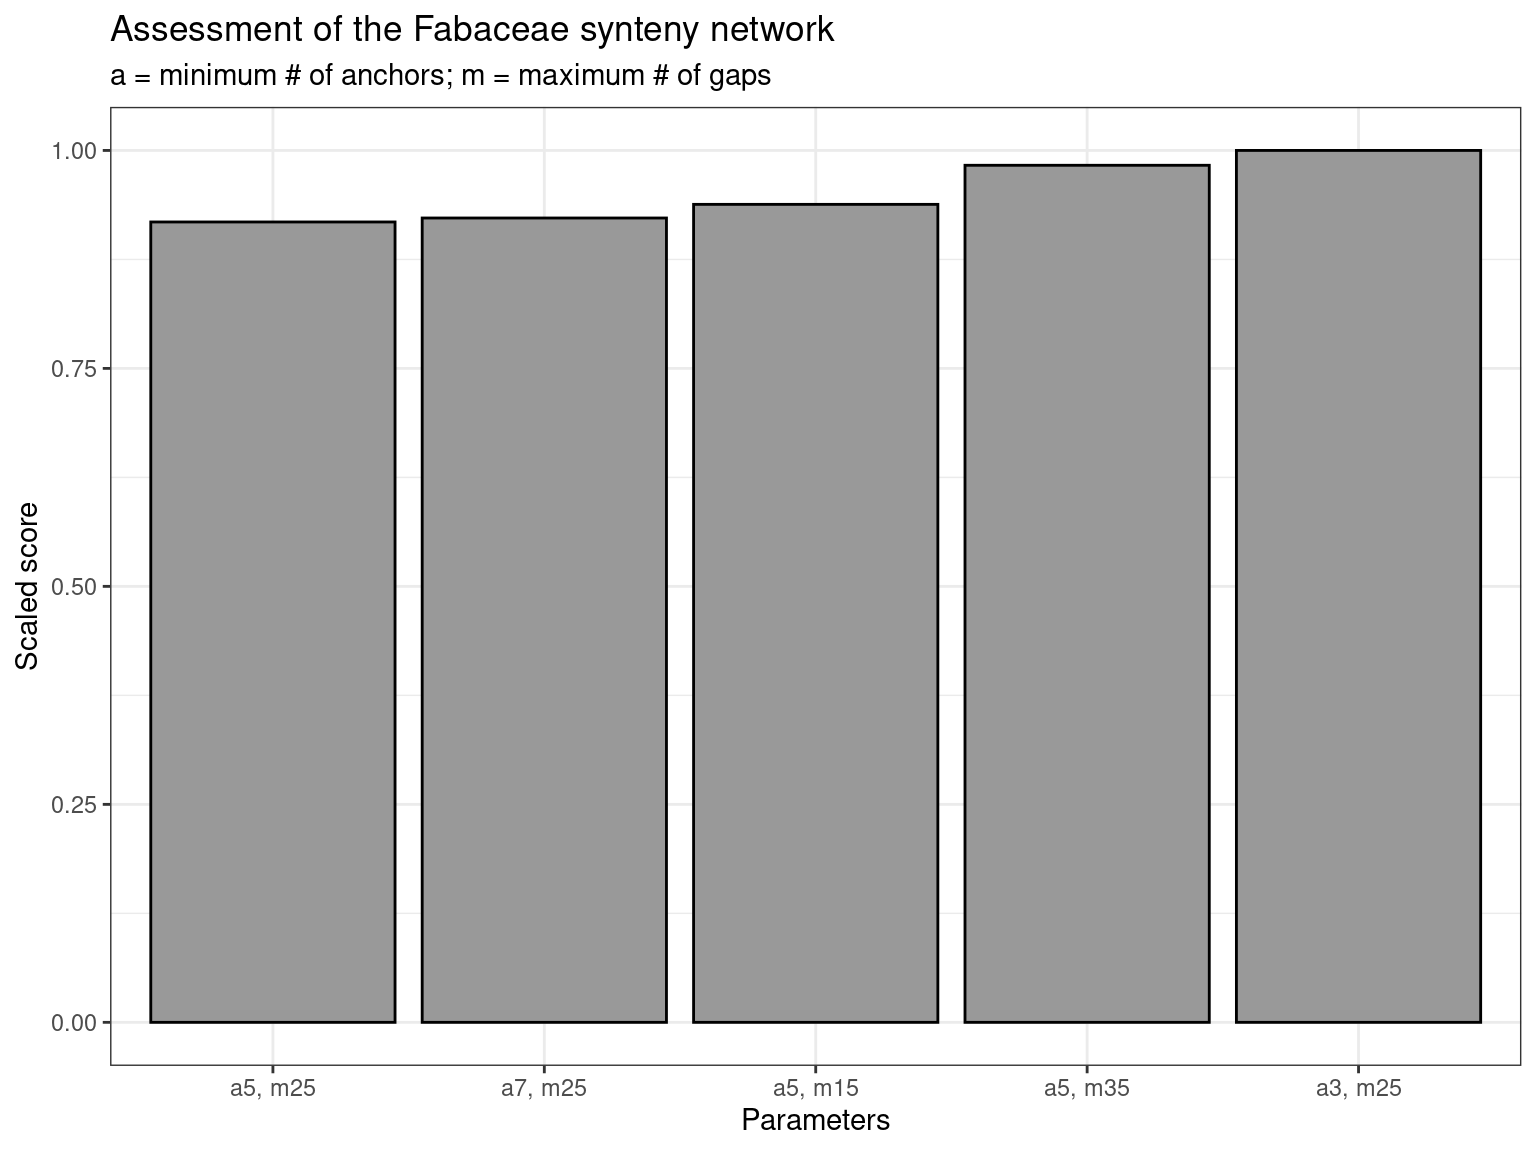 Assessment of the Fabaceae synteny network
a = minimum # of anchors; m = maximum # of gaps
Scaled score
1.00
0.75
0.50
0.25
0.00
a5, m25
a7, m25
a5, m15
a5, m35
a3, m25
Parameters